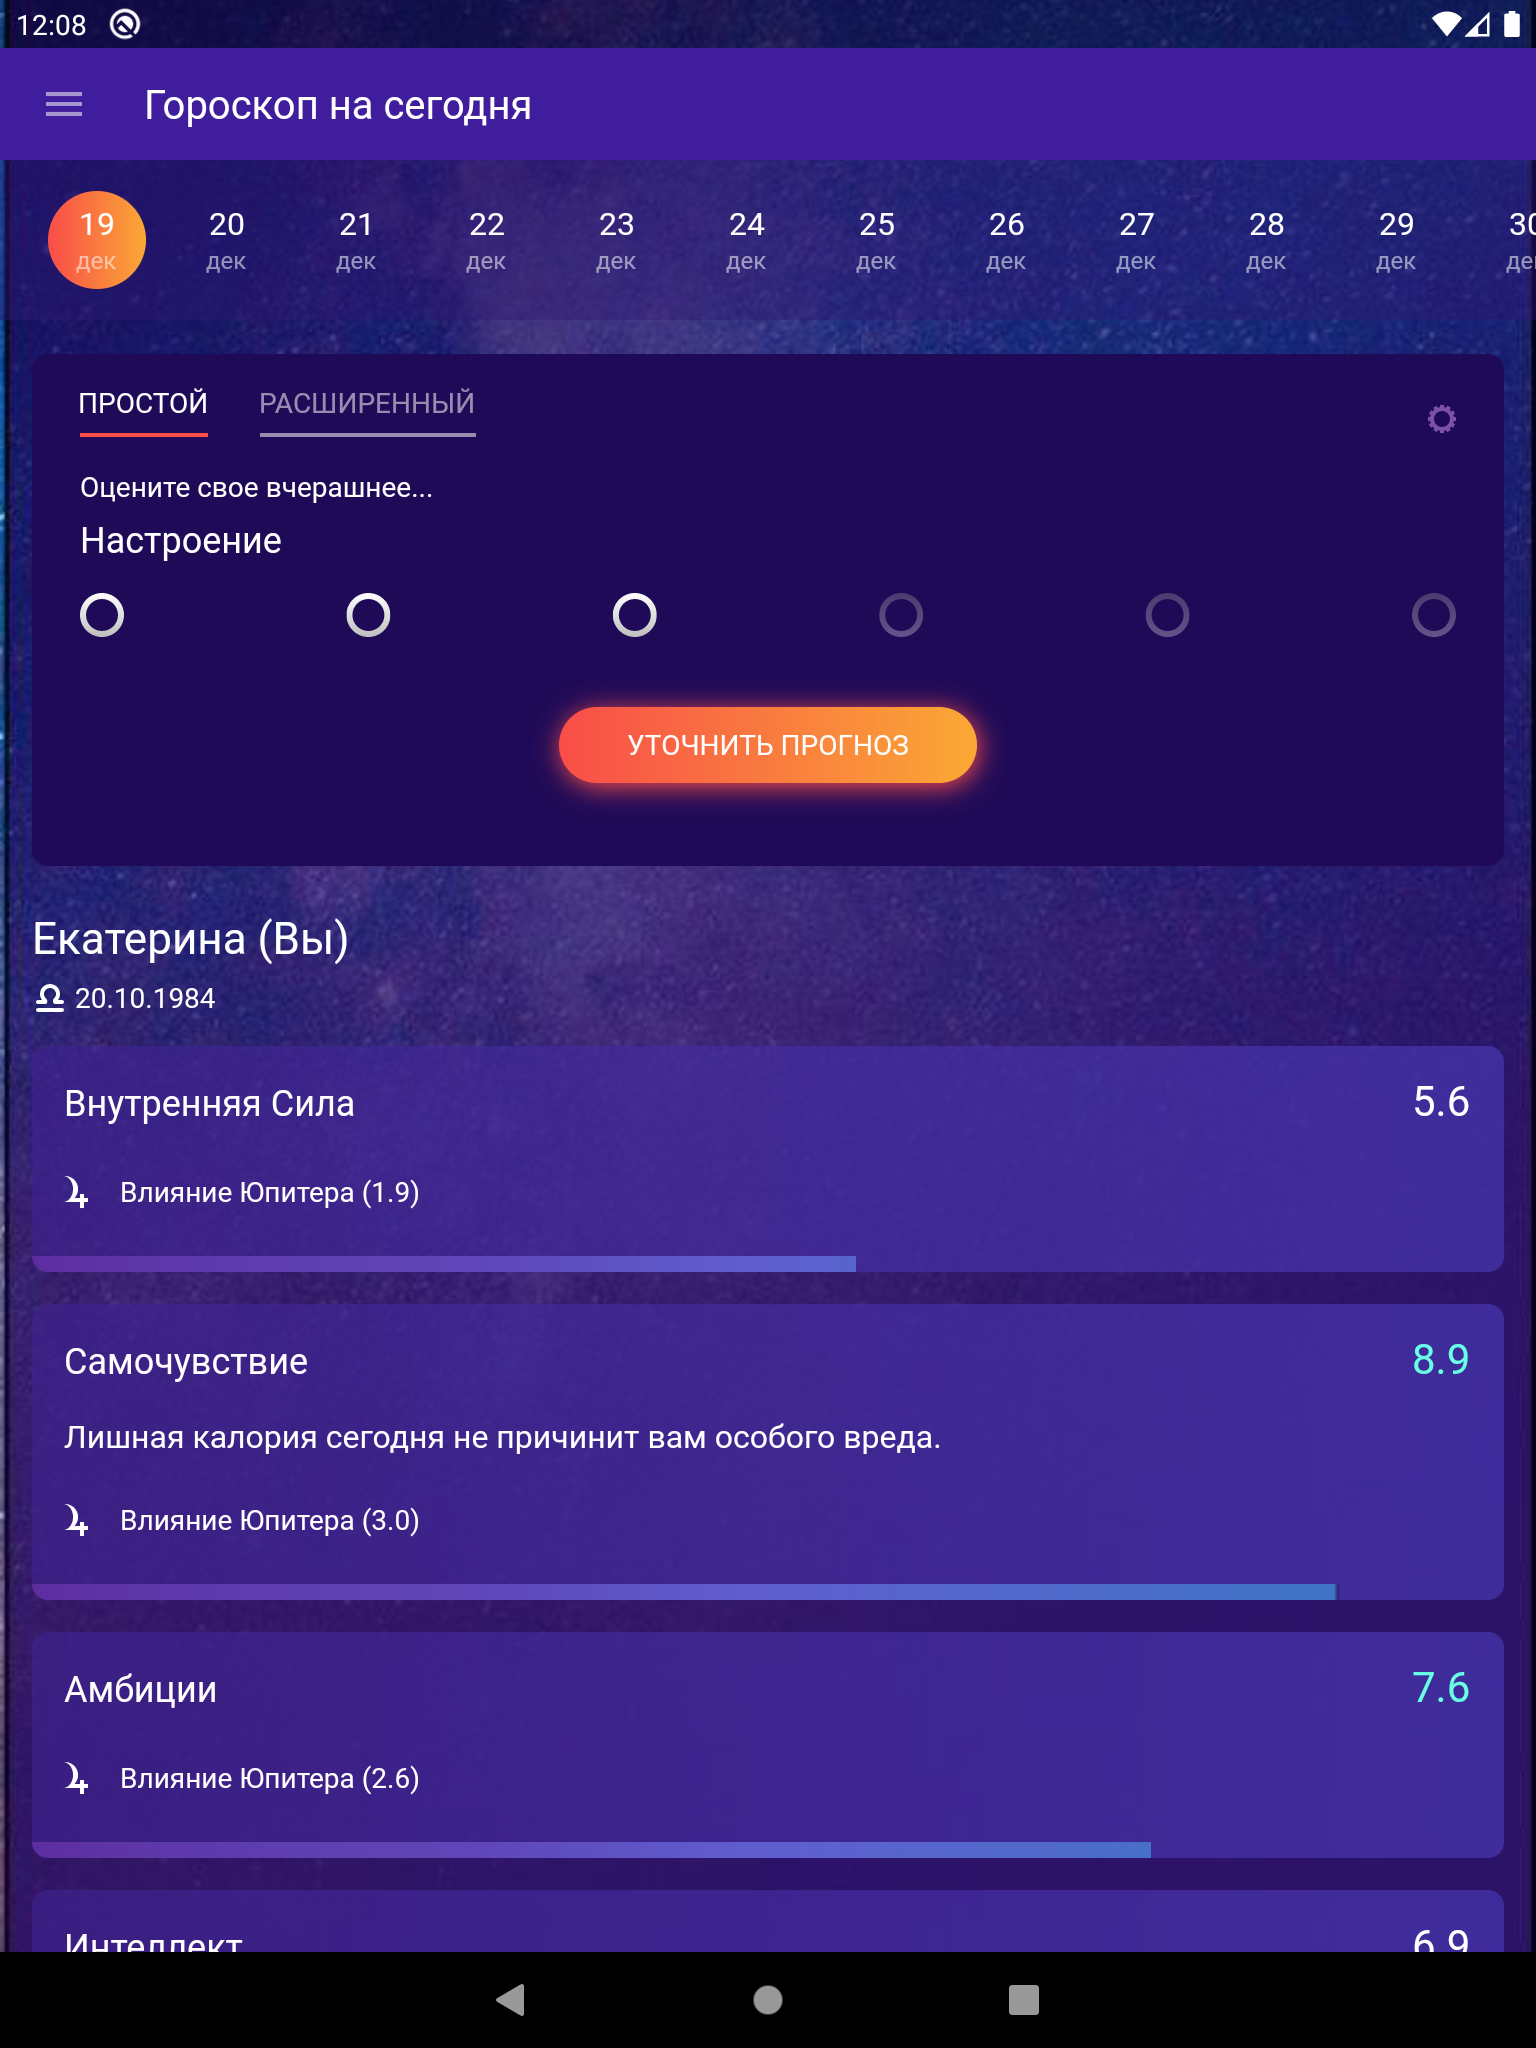 12:08
Гороскоп на сегодня
19 20 21 22 23 24 25 26 27 28 29 30
дек дек дек дек дек дек дек дек дек дек дек
ПРОСТОЙ РАСШИРЕННЫЙ
Оцените свое вчерашнее...
Настроение
УТОЧНИТЬ ПРОГНОЗ
Екатерина (Вы)
20.10.1984
Внутренняя Сила 5.6
Влияние Юпитера (1.9)
Самочувствие 8.9
Лишная калория сегодня не причинит вам особого вреда.
Влияние Юпитера (3.0)
Амбиции 7.6
Влияние Юпитера (2.6)
Интеллект 6.9